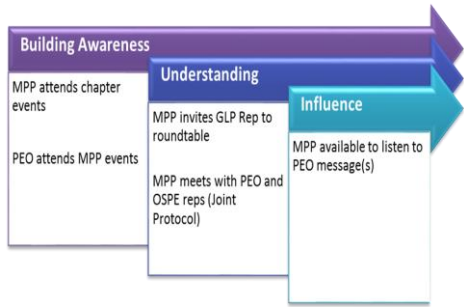 Building Awareness
MPP attends chapter
events
PEO attends MPP events
Understanding
MPP invites GLP Rep to
roundtable
MPP meets with PEO and
OSPE reps (Joint
Protocol)
Influence
MPP available to listen to
PEO message(s)